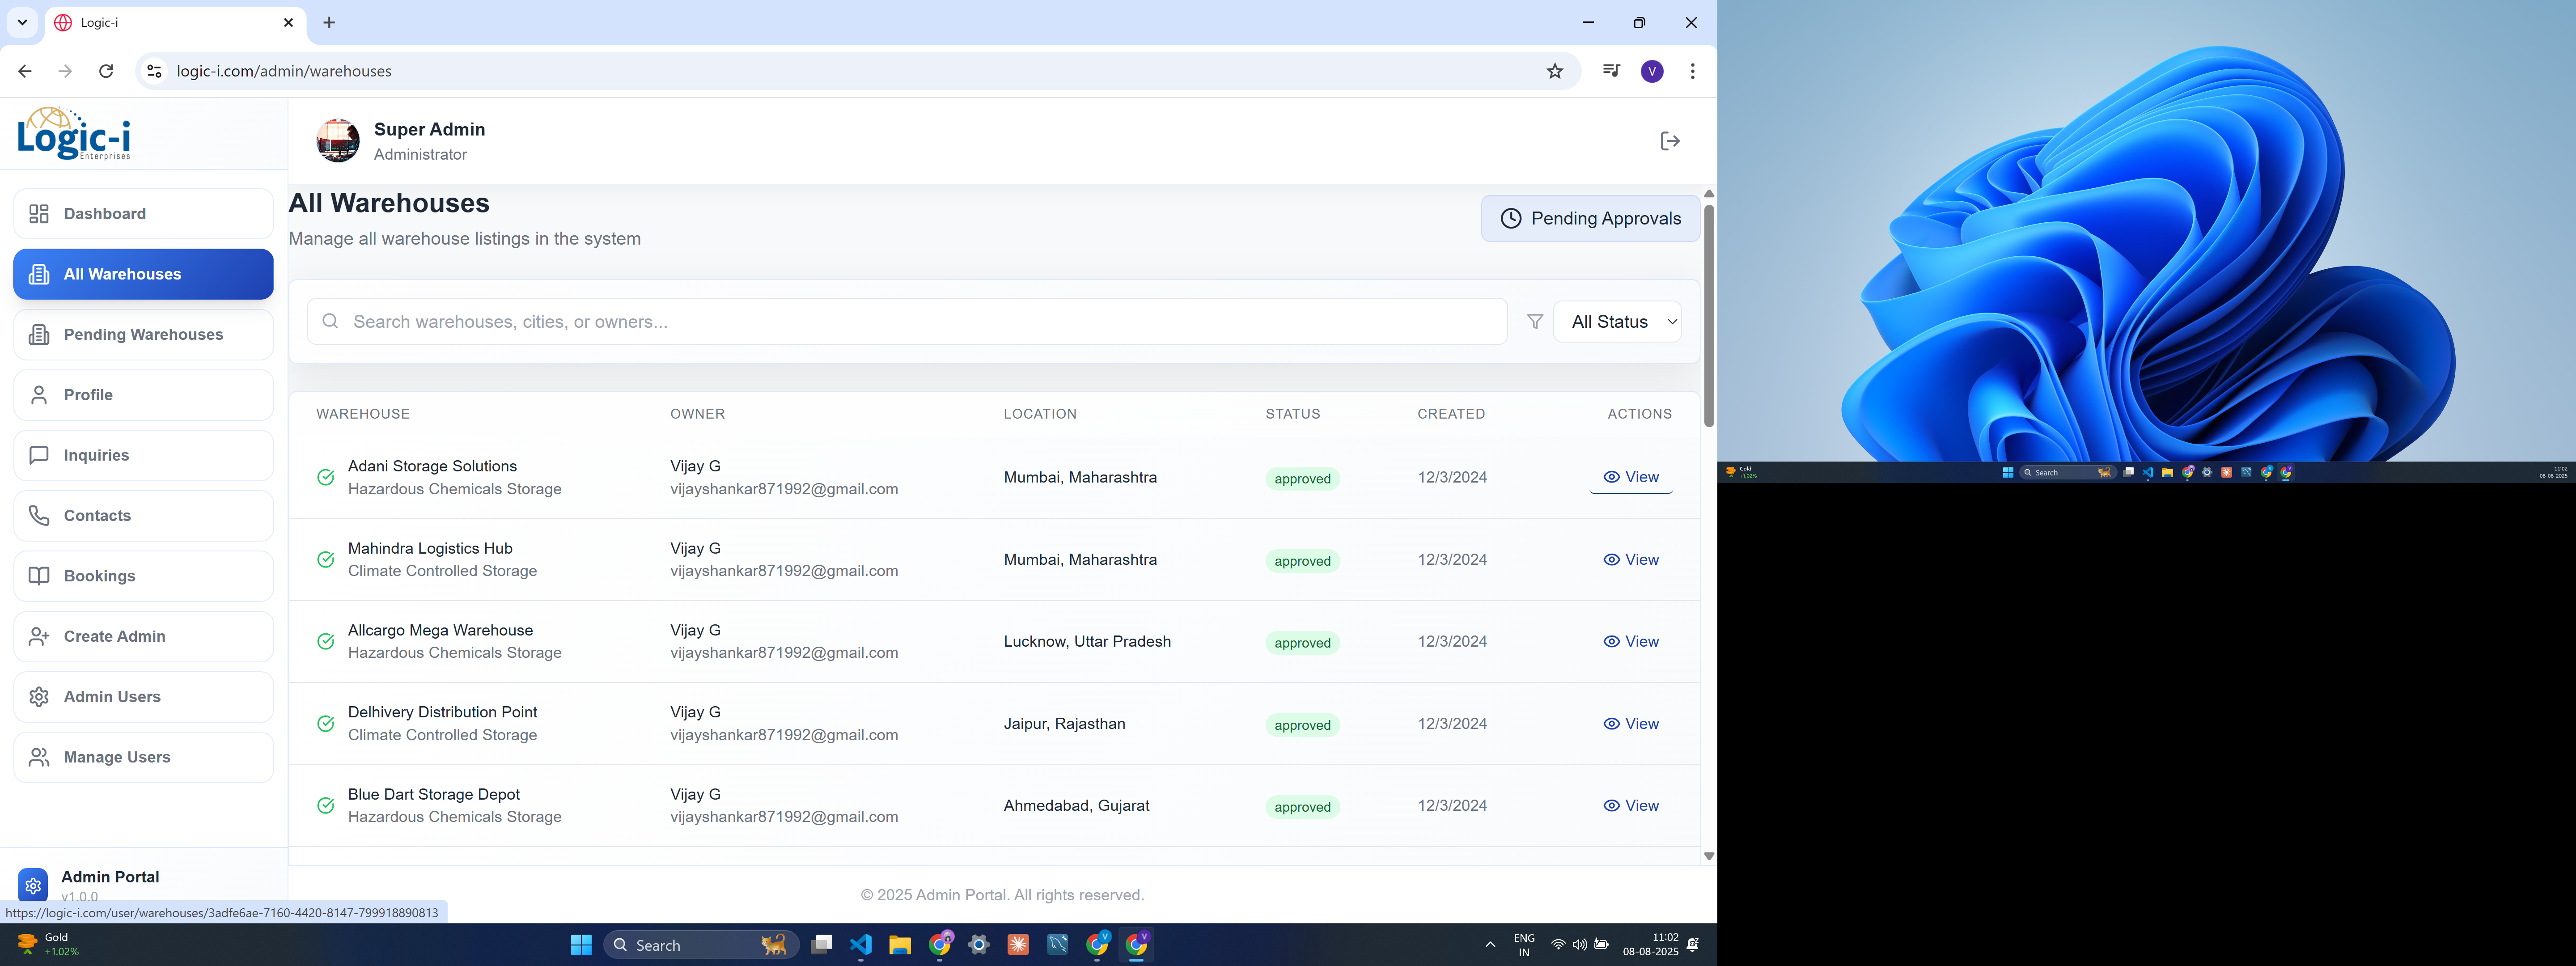 Logic-i
logic-i.com/admin/warehouses
V
Logic-i
Enterprises
Super Admin
Administrator
Dashboard
All Warehouses
Pending Warehouses
Profile
Inquiries
Contacts
Bookings
Create Admin
Admin Users
Manage Users
Admin Portal
v1.0.0
All Warehouses
Manage all warehouse listings in the system
Pending Approvals
Search warehouses, cities, or owners...
All Status
WAREHOUSE OWNER LOCATION STATUS CREATED ACTIONS
Adani Storage Solutions Vijay G
Mumbai, Maharashtra approved 12/3/2024 View
Hazardous Chemicals Storage vijayshankar871992@gmail.com
Mahindra Logistics Hub Vijay G
Mumbai, Maharashtra approved 12/3/2024 View
Climate Controlled Storage vijayshankar871992@gmail.com
Allcargo Mega Warehouse Vijay G
Lucknow, Uttar Pradesh approved 12/3/2024 View
Hazardous Chemicals Storage vijayshankar871992@gmail.com
Delhivery Distribution Point Vijay G
Jaipur, Rajasthan approved 12/3/2024 View
Climate Controlled Storage vijayshankar871992@gmail.com
Blue Dart Storage Depot Vijay G
Ahmedabad, Gujarat approved 12/3/2024 View
Hazardous Chemicals Storage vijayshankar871992@gmail.com
© 2025 Admin Portal. All rights reserved.
https://logic-i.com/user/warehouses/3adfe6ae-7160-4420-8147-799918890813
Gold
+1.02%
Search
V
V
ENG
IN
11:02
08-08-2025
Gold
+1.02%
Search
11:02
08-08-2025